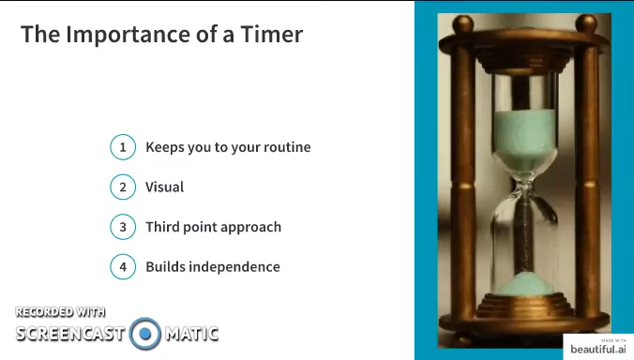 The Importance of a Timer
1 Keeps you to your routine
2 Visual
3 Third point approach
4 Builds independence
RECORDED WITH
SCREENCAST MATIC
MADE WITH
beautiful.ai